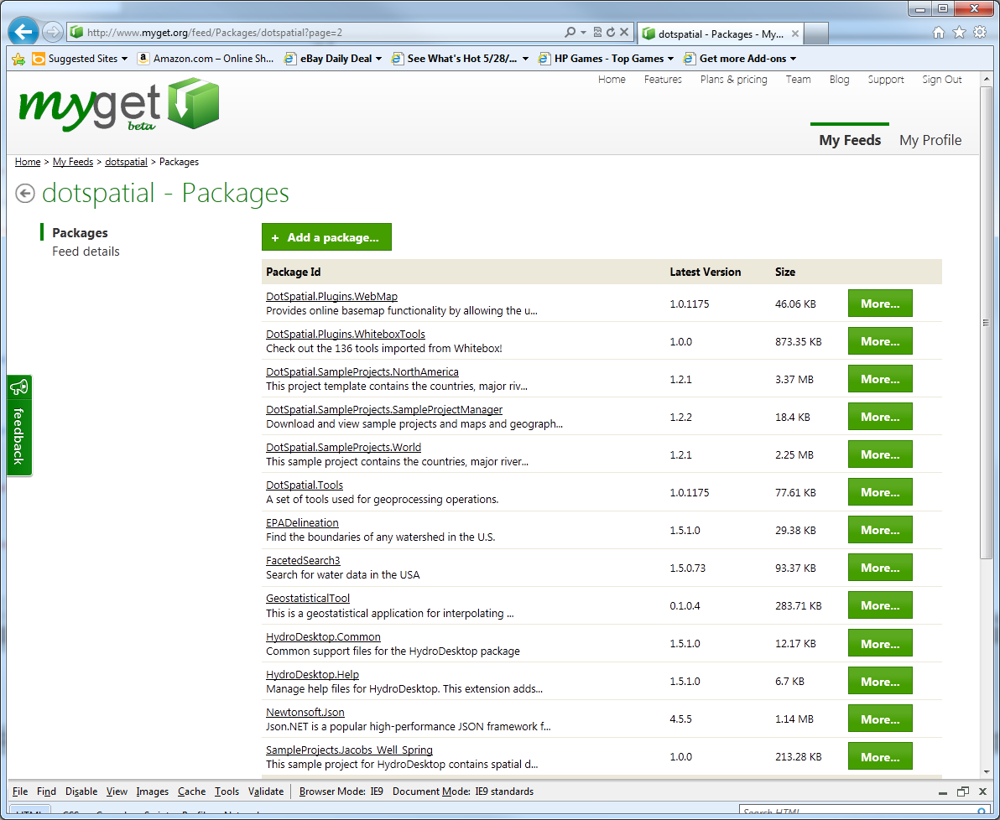 http://www.myget.org/feed/Packages/dotspatial?page=2
dotspatial - Packages - My...
Suggested Sites
Amazon.com – Online Sh...
eBay Daily Deal
See What's Hot 5/28/...
HP Games - Top Games
Get more Add-ons
Home Features Plans & pricing Team Blog Support Sign Out
myget
beta
My Feeds My Profile
Home > My Feeds > dotspatial > Packages
dotspatial - Packages
Packages
Feed details
+ Add a package...
Package Id Latest Version Size
DotSpatial.Plugins.WebMap
Provides online basemap functionality by allowing the u...
1.0.1175 46.06 KB More...
DotSpatial.Plugins.WhiteboxTools
Check out the 136 tools imported from Whitebox!
1.0.0 873.35 KB More...
DotSpatial.SampleProjects.NorthAmerica
This project template contains the countries, major riv...
1.2.1 3.37 MB More...
DotSpatial.SampleProjects.SampleProjectManager
Download and view sample projects and maps and geograph...
1.2.2 18.4 KB More...
DotSpatial.SampleProjects.World
This sample project contains the countries, major river...
1.2.1 2.25 MB More...
DotSpatial.Tools
A set of tools used for geoprocessing operations.
1.0.1175 77.61 KB More...
EPADelineation
Find the boundaries of any watershed in the U.S.
1.5.1.0 29.38 KB More...
FacetedSearch3
Search for water data in the USA
1.5.0.73 93.37 KB More...
GeostatisticalTool
This is a geostatistical application for interpolating ...
0.1.0.4 283.71 KB More...
HydroDesktop.Common
Common support files for the HydroDesktop package
1.5.1.0 12.17 KB More...
HydroDesktop.Help
Manage help files for HydroDesktop. This extension adds...
1.5.1.0 6.7 KB More...
Newtonsoft.Json
Json.NET is a popular high-performance JSON framework f...
4.5.5 1.14 MB More...
SampleProjects.Jacobs_Well_Spring
This sample project for HydroDesktop contains spatial d...
1.0.0 213.28 KB More...
feedback
File Find Disable View Images Cache Tools Validate Browser Mode: IE9 Document Mode: IE9 standards
Search HTML...